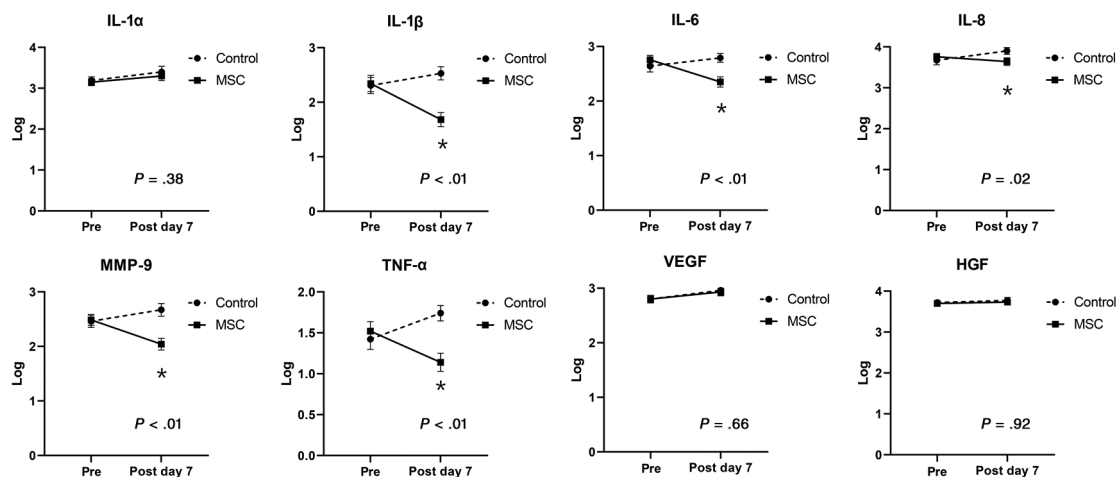 IL-1α
4
3
2
1
0
Log
Pre
Post day 7
Control
MSC
P = .38
IL-1β
3
2
1
0
Log
Pre
Post day 7
Control
MSC
*
P < .01
IL-6
3
2
1
0
Log
Pre
Post day 7
Control
MSC
*
P < .01
IL-8
4
3
2
1
0
Log
Pre
Post day 7
Control
MSC
*
P = .02
MMP-9
3
2
1
0
Log
Pre
Post day 7
Control
MSC
*
P < .01
TNF-α
2.0
1.5
1.0
0.5
0.0
Log
Pre
Post day 7
Control
MSC
*
P < .01
VEGF
3
2
1
0
Log
Pre
Post day 7
Control
MSC
P = .66
HGF
4
3
2
1
0
Log
Pre
Post day 7
Control
MSC
P = .92